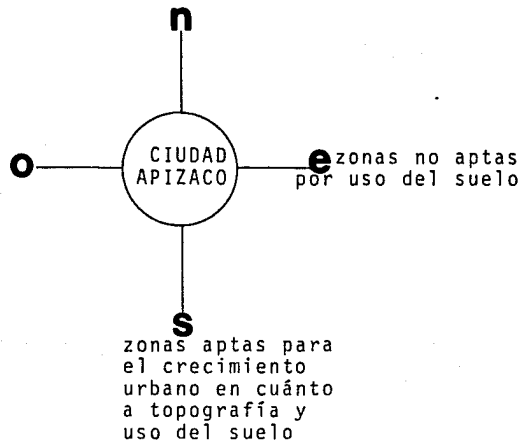 n
CIUDAD
APIZACO
o
e zonas no aptas
por uso del suelo
s
zonas aptas para
el crecimiento
urbano en cuánto
a topografía y
uso del suelo